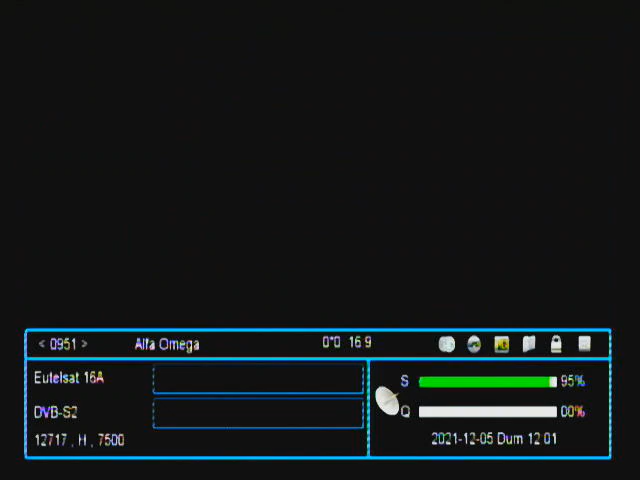 < 0951 > Alfa Omega 0*0 16:9
Eutelsat 16A
DVB-S2
12717 , H , 7500
S 95%
Q 00%
2021-12-05 Dum 12:01